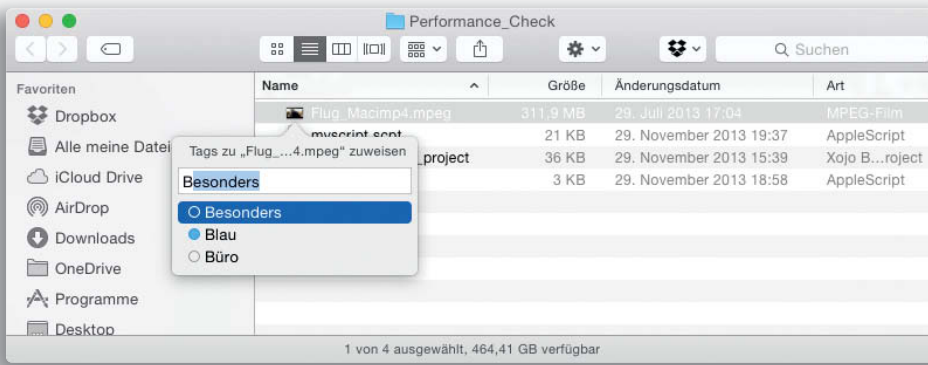 Performance_Check
Suchen
Favoriten
Dropbox
Alle meine Datei
iCloud Drive
AirDrop
Downloads
OneDrive
Programme
Desktop
Name Größe Änderungsdatum Art
Flug_Macimp4.mpeg 311,9 MB 29. Juli 2013 17:04 MPEG-Film
myscript.scpt 21 KB 29. November 2013 19:37 AppleScript
_project 36 KB 29. November 2013 15:39 Xojo B...roject
3 KB 29. November 2013 18:58 AppleScript
Tags zu „Flug_...4.mpeg“ zuweisen
Besonders
Besonders
Blau
Büro
1 von 4 ausgewählt, 464,41 GB verfügbar